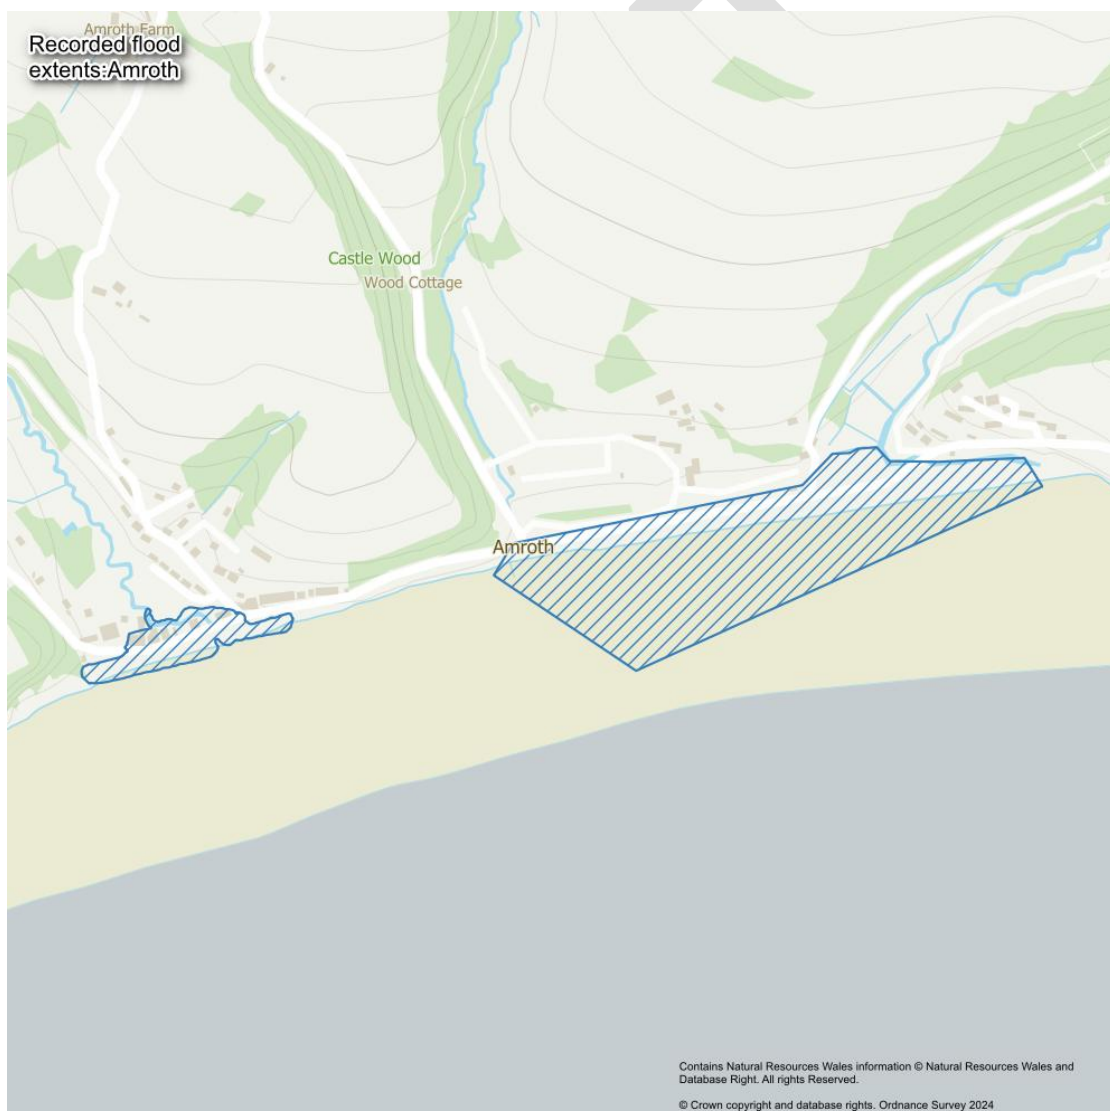 Amroth Farm
Recorded flood
extents:Amroth
Castle Wood
Wood Cottage
Amroth
Contains Natural Resources Wales information © Natural Resources Wales and
Database Right. All rights Reserved.
© Crown copyright and database rights. Ordnance Survey 2024